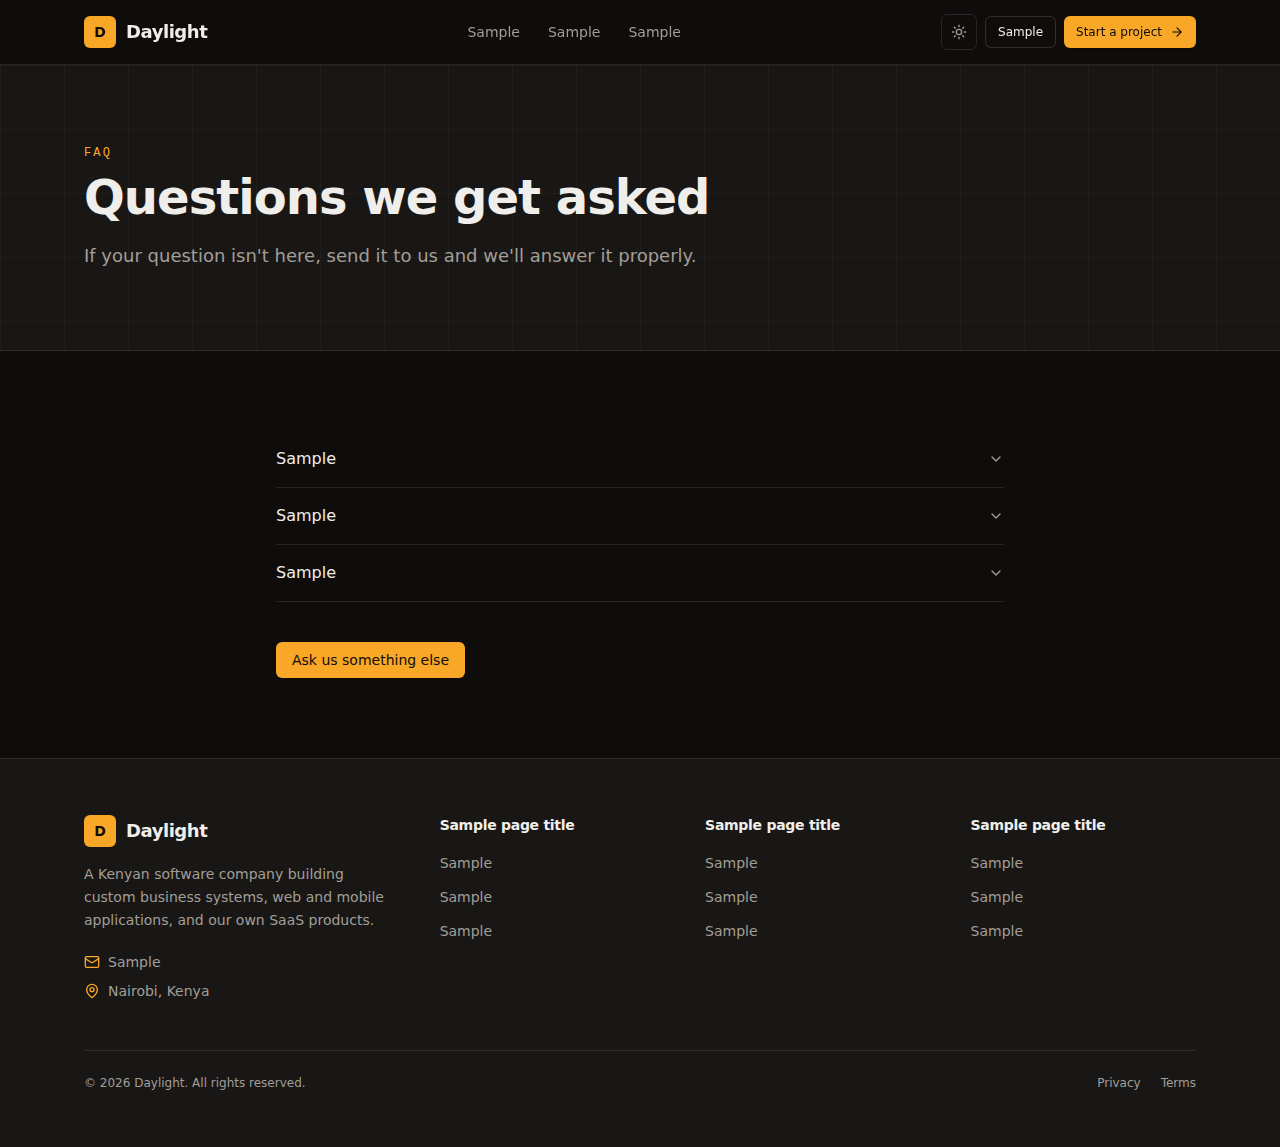 D Daylight
Sample Sample Sample
Sample
Start a project
FAQ
Questions we get asked
If your question isn't here, send it to us and we'll answer it properly.
Sample
Sample
Sample
Ask us something else
D Daylight
A Kenyan software company building
custom business systems, web and mobile
applications, and our own SaaS products.
Sample
Nairobi, Kenya
Sample page title
Sample
Sample
Sample
Sample page title
Sample
Sample
Sample
Sample page title
Sample
Sample
Sample
© 2026 Daylight. All rights reserved.
Privacy Terms